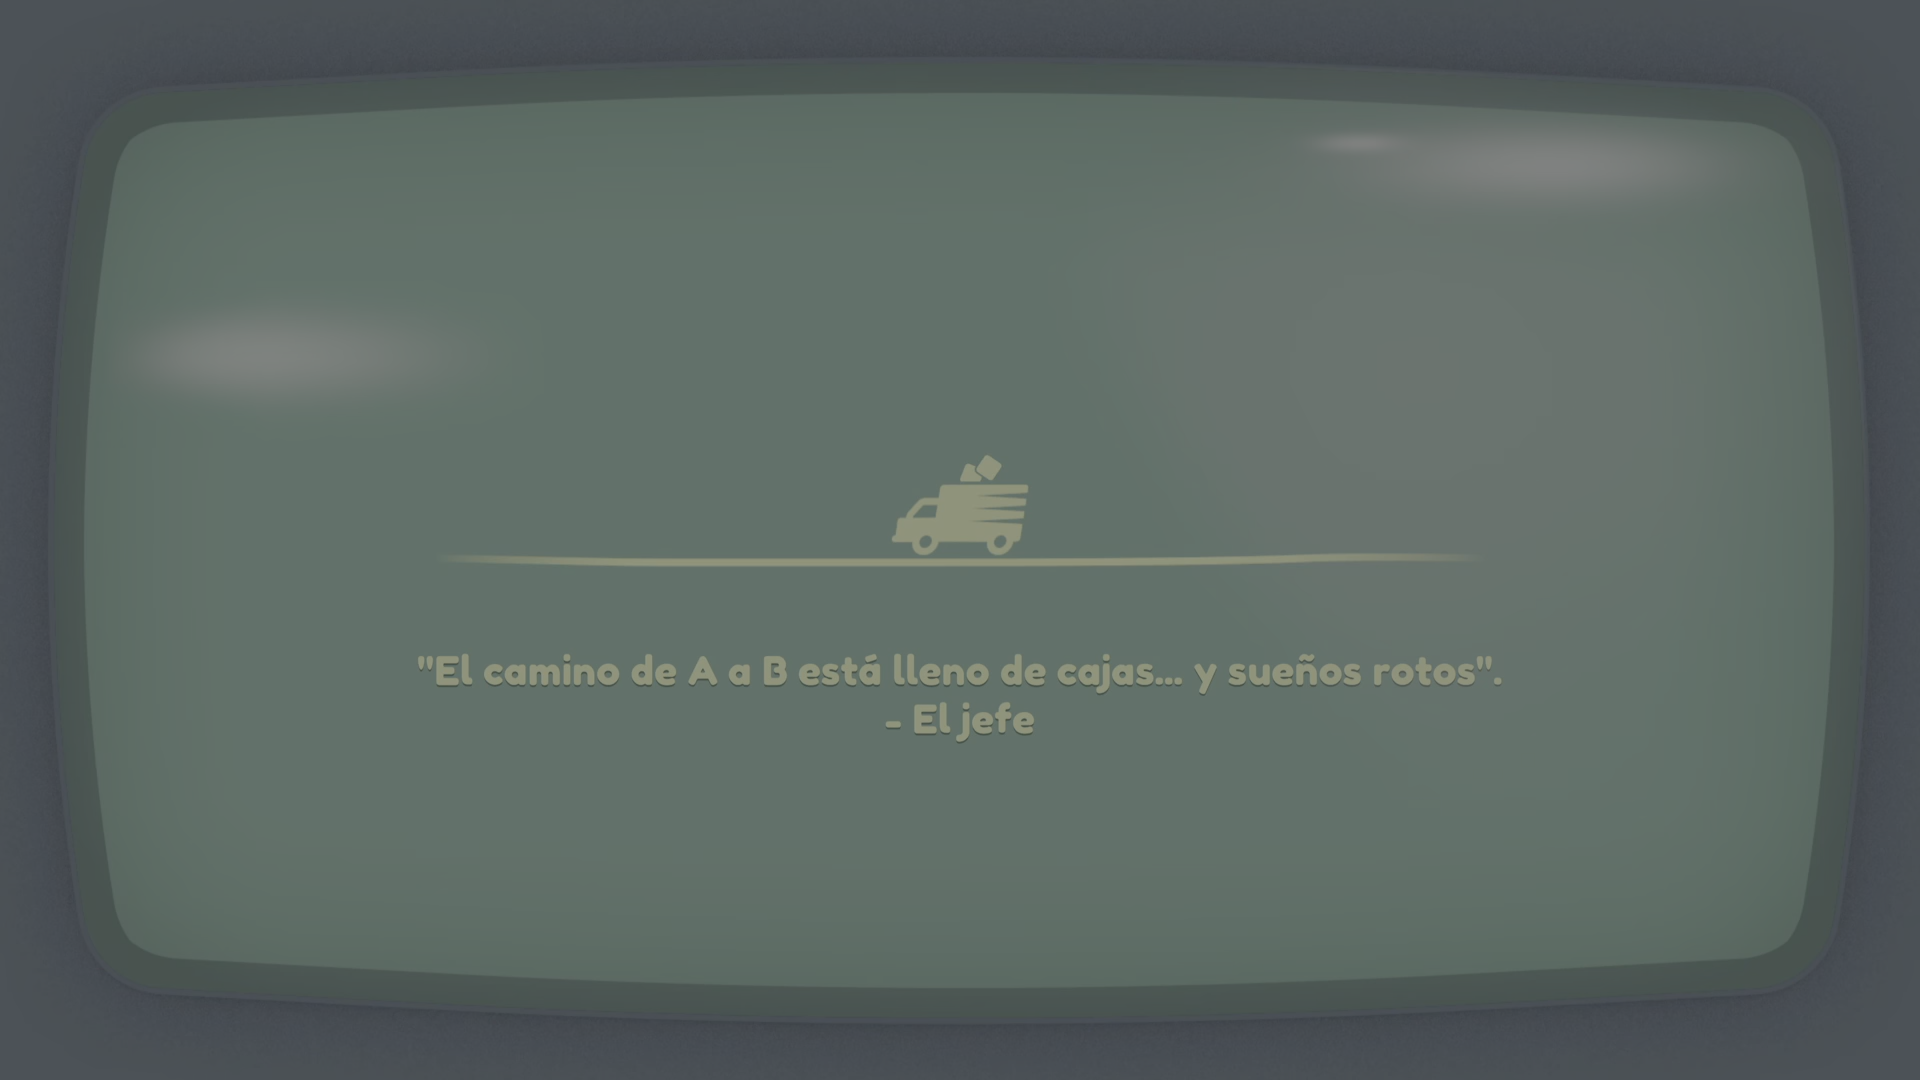 "El camino de A a B está lleno de cajas... y sueños rotos".
- El jefe